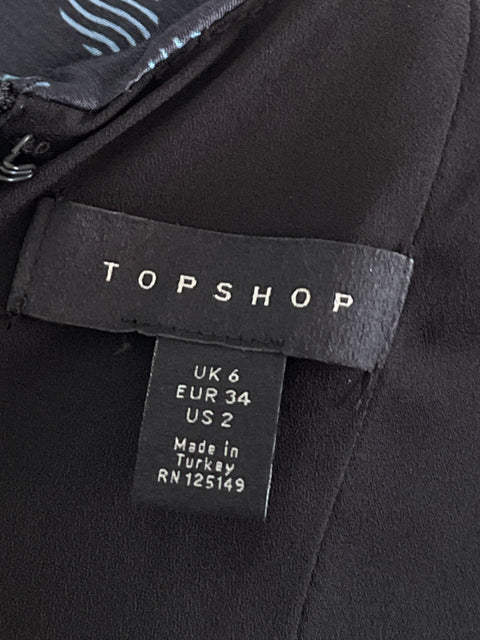 TOPSHOP
UK 6
EUR 34
US 2
Made in
Turkey
RN 125149